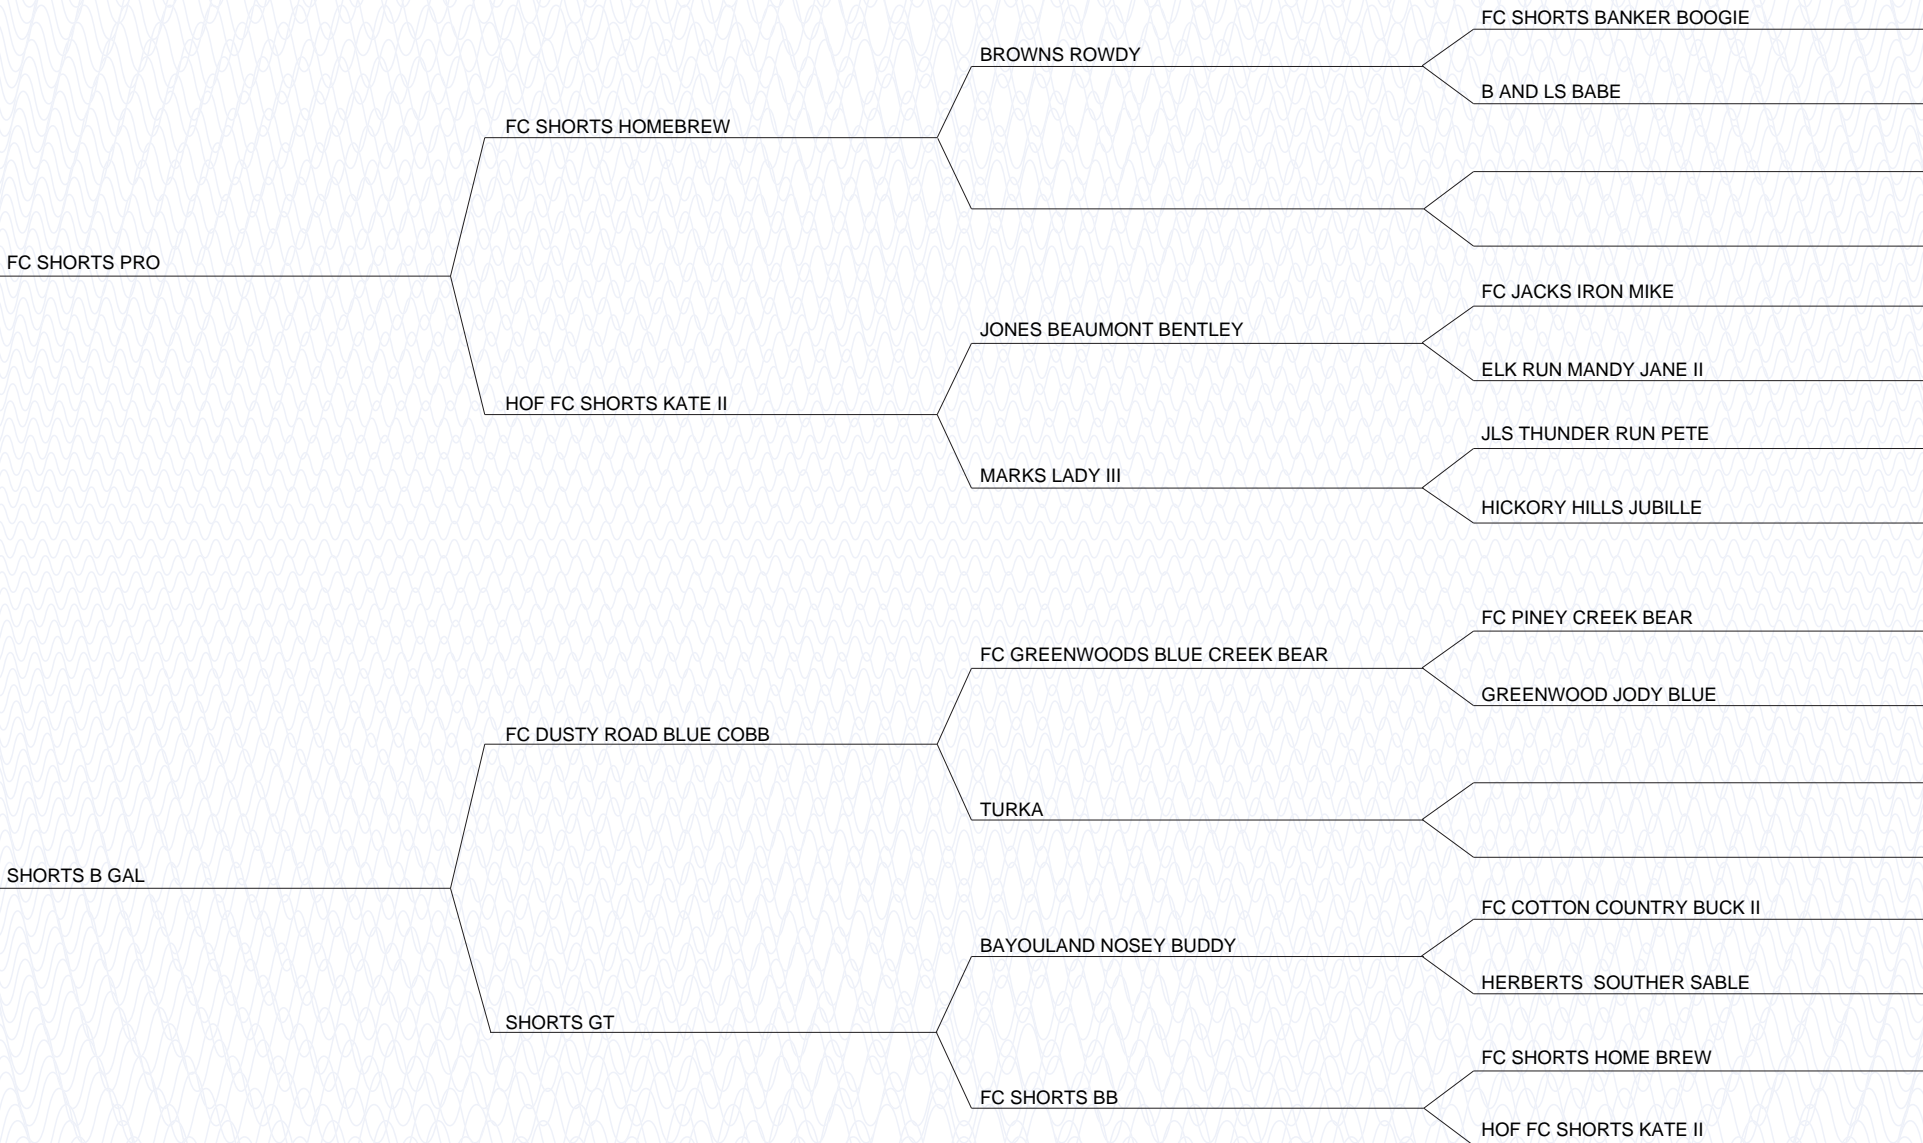 FC SHORTS BANKER BOOGIE
BROWNS ROWDY
B AND LS BABE
FC SHORTS HOMEBREW
FC SHORTS PRO
FC JACKS IRON MIKE
JONES BEAUMONT BENTLEY
ELK RUN MANDY JANE II
HOF FC SHORTS KATE II
JLS THUNDER RUN PETE
MARKS LADY III
HICKORY HILLS JUBILLE
FC PINEY CREEK BEAR
FC GREENWOODS BLUE CREEK BEAR
GREENWOOD JODY BLUE
FC DUSTY ROAD BLUE COBB
TURKA
SHORTS B GAL
FC COTTON COUNTRY BUCK II
BAYOULAND NOSEY BUDDY
HERBERTS  SOUTHER SABLE
SHORTS GT
FC SHORTS HOME BREW
FC SHORTS BB
HOF FC SHORTS KATE II